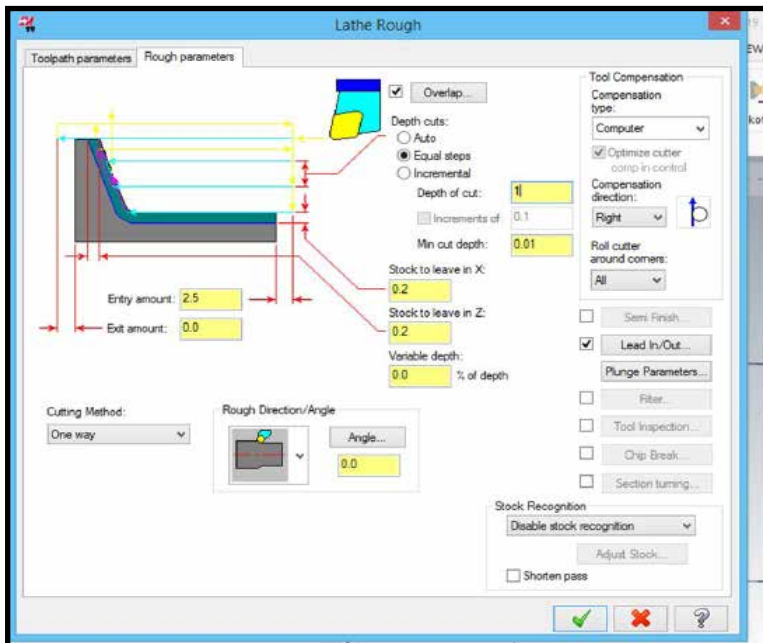 Lathe Rough
Toolpath parameters
Rough parameters
Overlap...
Depth cuts:
Auto
Equal steps
Incremental
Depth of cut: 1
Increments of 0.1
Min cut depth: 0.01
Stock to leave in X:
0.2
Stock to leave in Z:
0.2
Variable depth:
0.0 % of depth
Entry amount: 2.5
Exit amount: 0.0
Cutting Method:
One way
Rough Direction/Angle
Angle...
0.0
Tool Compensation
Compensation
type:
Computer
Optimize cutter
comp in control
Compensation
direction:
Right
Roll cutter
around corners:
All
Semi Finish...
Lead In/Out...
Plunge Parameters...
Filter...
Tool Inspection...
Chip Break...
Section turning...
Stock Recognition
Disable stock recognition
Adjust Stock...
Shorten pass